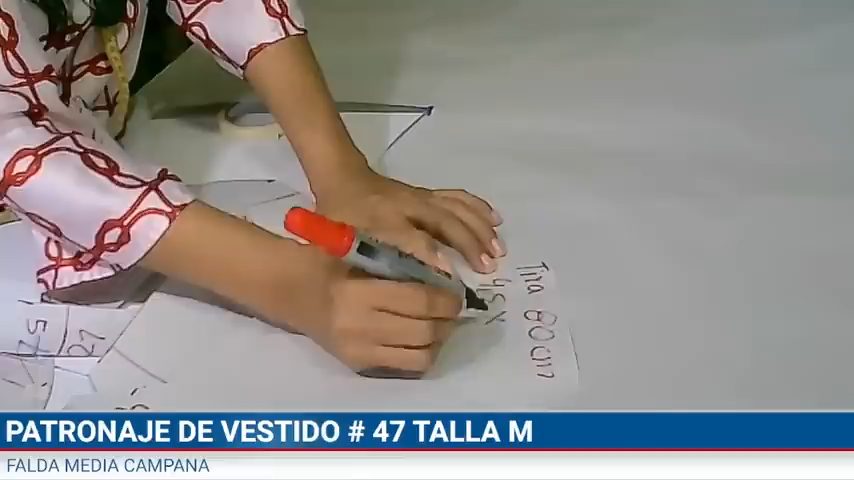 Tira 80cm
PATRONAJE DE VESTIDO # 47 TALLA M
FALDA MEDIA CAMPANA